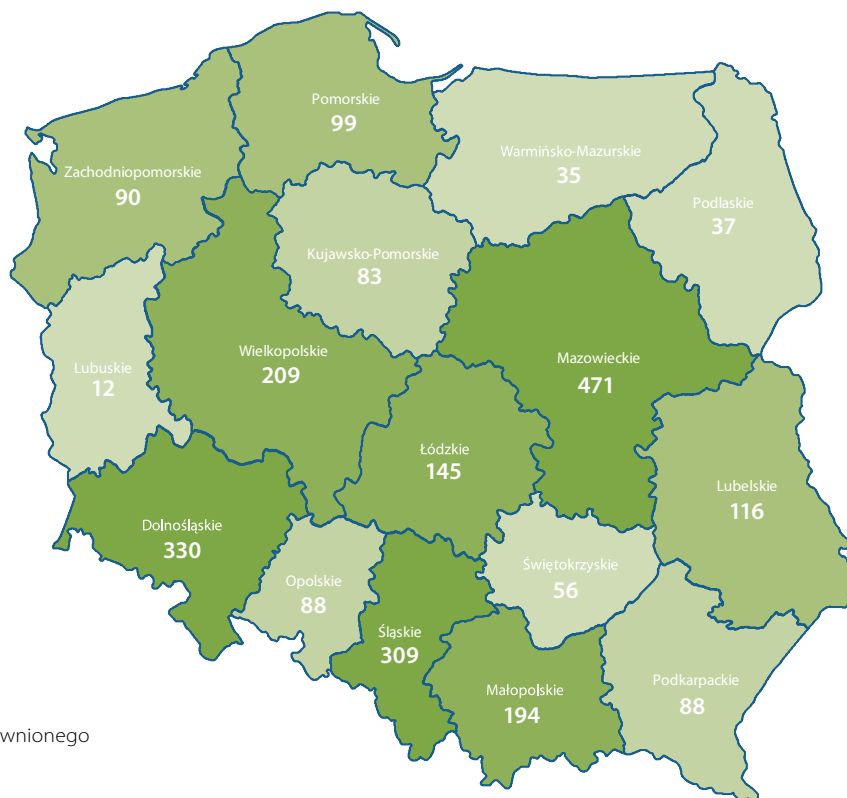 Pomorskie
99
Warmińsko-Mazurskie
35
Zachodniopomorskie
90
Podlaskie
37
Kujawsko-Pomorskie
83
Wielkopolskie
209
Mazowieckie
471
Lubuskie
12
Łódzkie
145
Lubelskie
116
Dolnośląskie
330
Świętokrzyskie
56
Opolskie
88
Śląskie
309
Małopolskie
194
Podkarpackie
88
wnionego